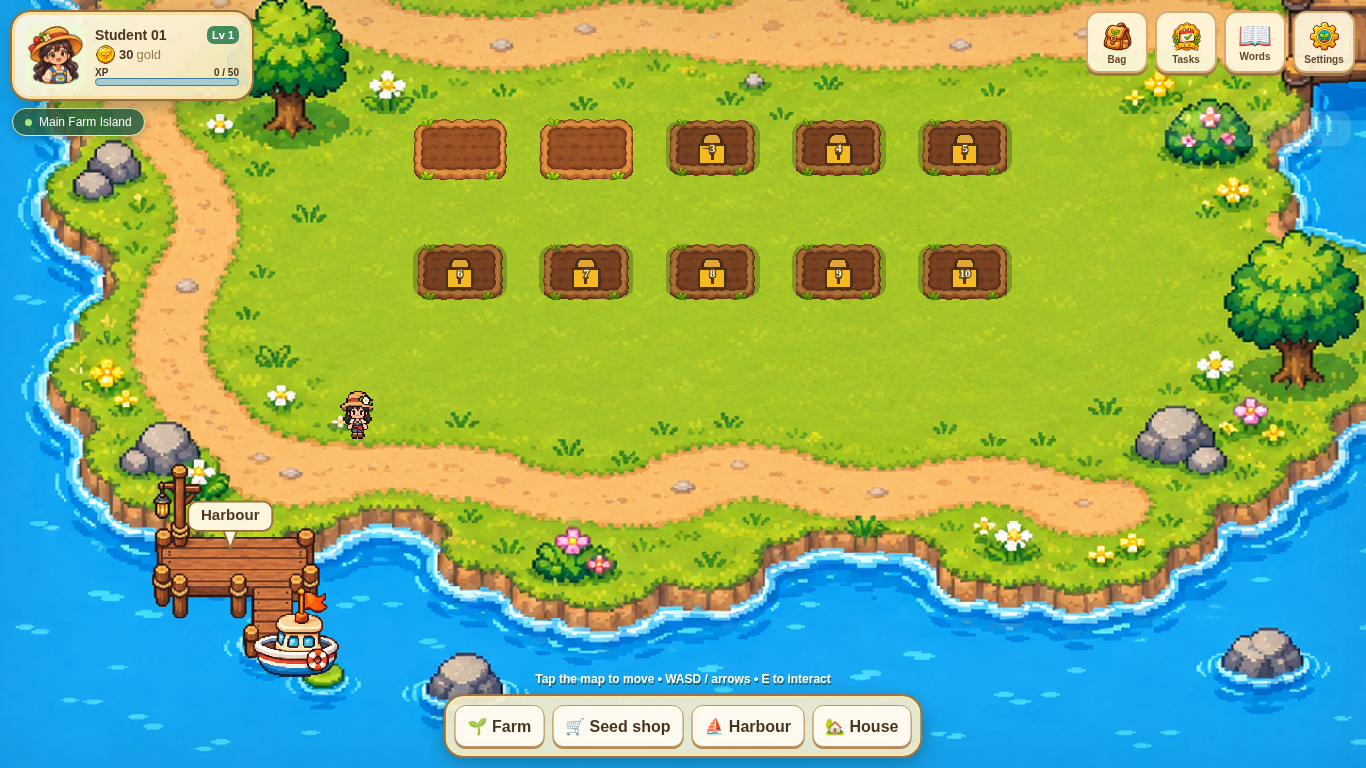 Student 01
Lv 1
30 gold
XP
0 / 50
Main Farm Island
Bag
Tasks
Words
Settings
3
4
5
6
7
8
9
10
Harbour
Tap the map to move • WASD / arrows • E to interact
Farm
Seed shop
Harbour
House